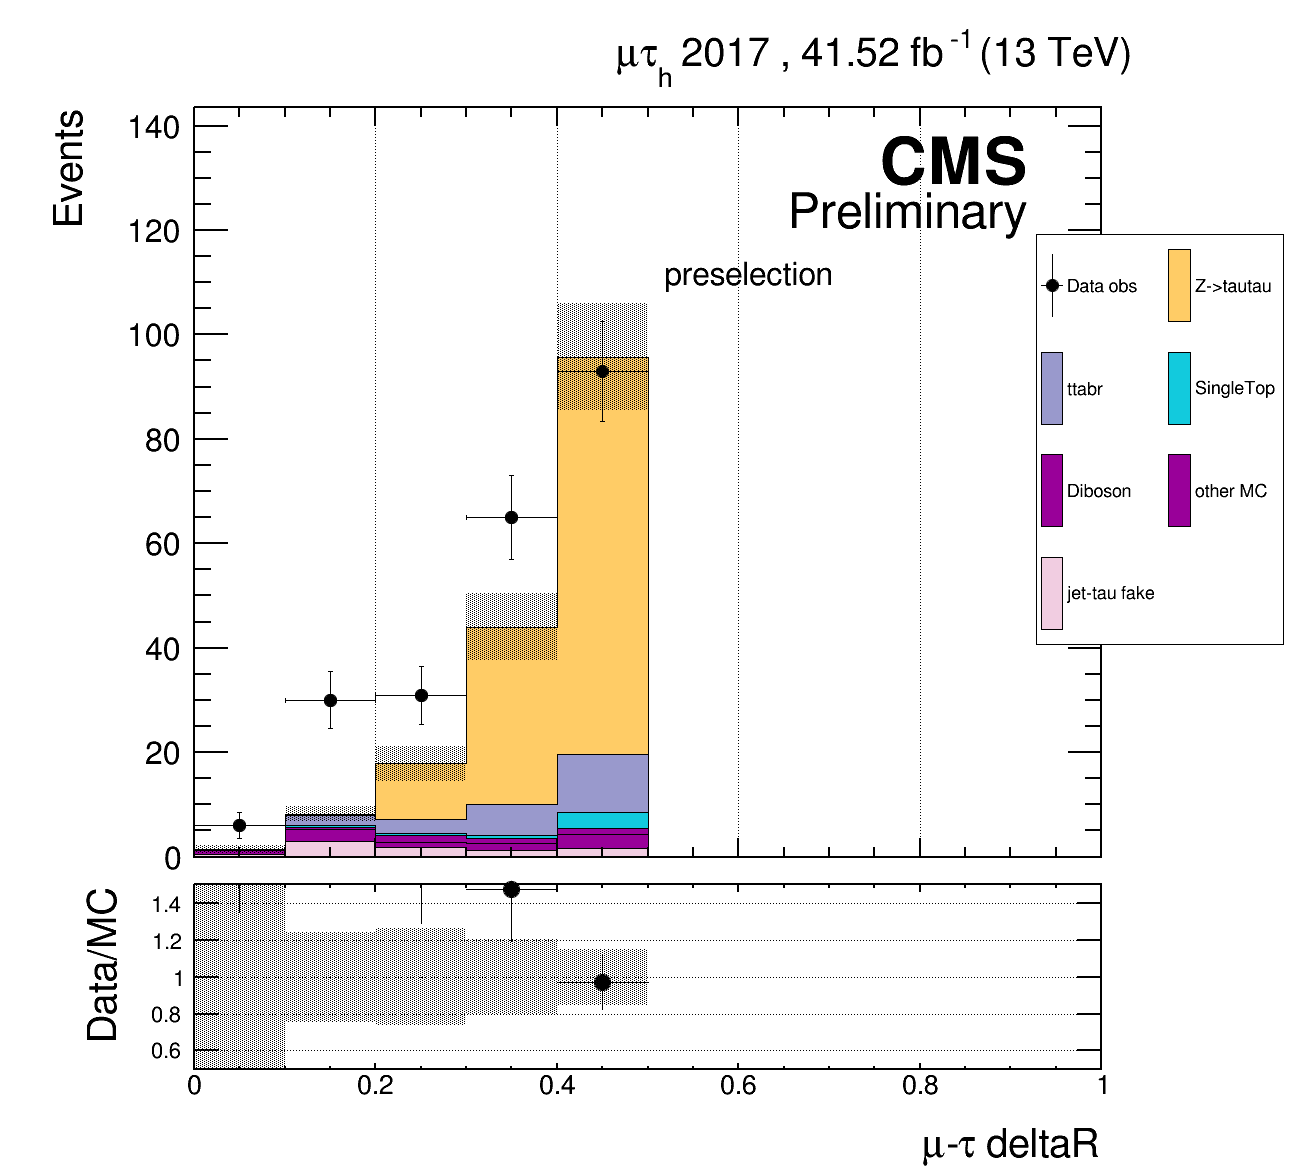 μτh 2017 , 41.52 fb-1 (13 TeV)
Events
140
120
100
80
60
40
20
0
CMS
Preliminary
preselection
Data obs
Z->tautau
ttabr
SingleTop
Diboson
other MC
jet-tau fake
Data/MC
1.4
1.2
1
0.8
0.6
0 0.2 0.4 0.6 0.8 1
μ-τ deltaR